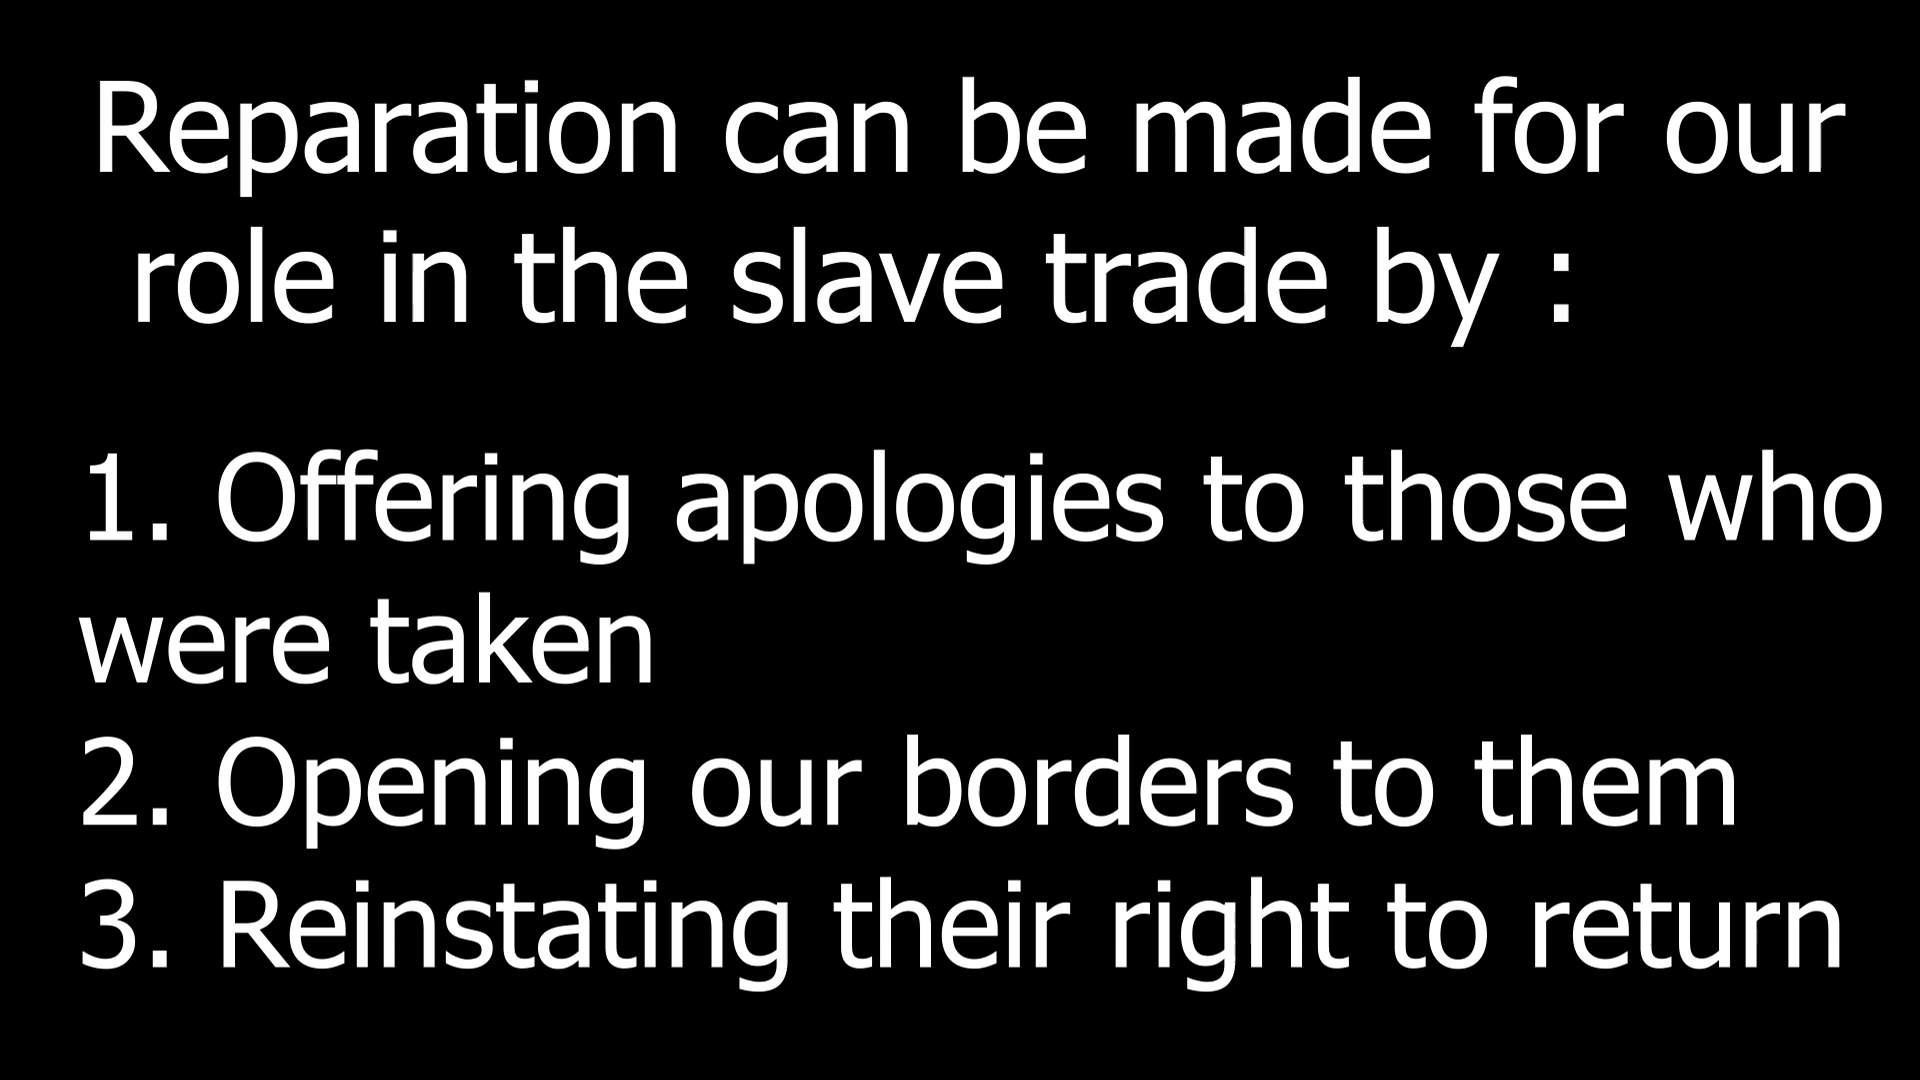 Reparation can be made for our
role in the slave trade by :
1. Offering apologies to those who
were taken
2. Opening our borders to them
3. Reinstating their right to return